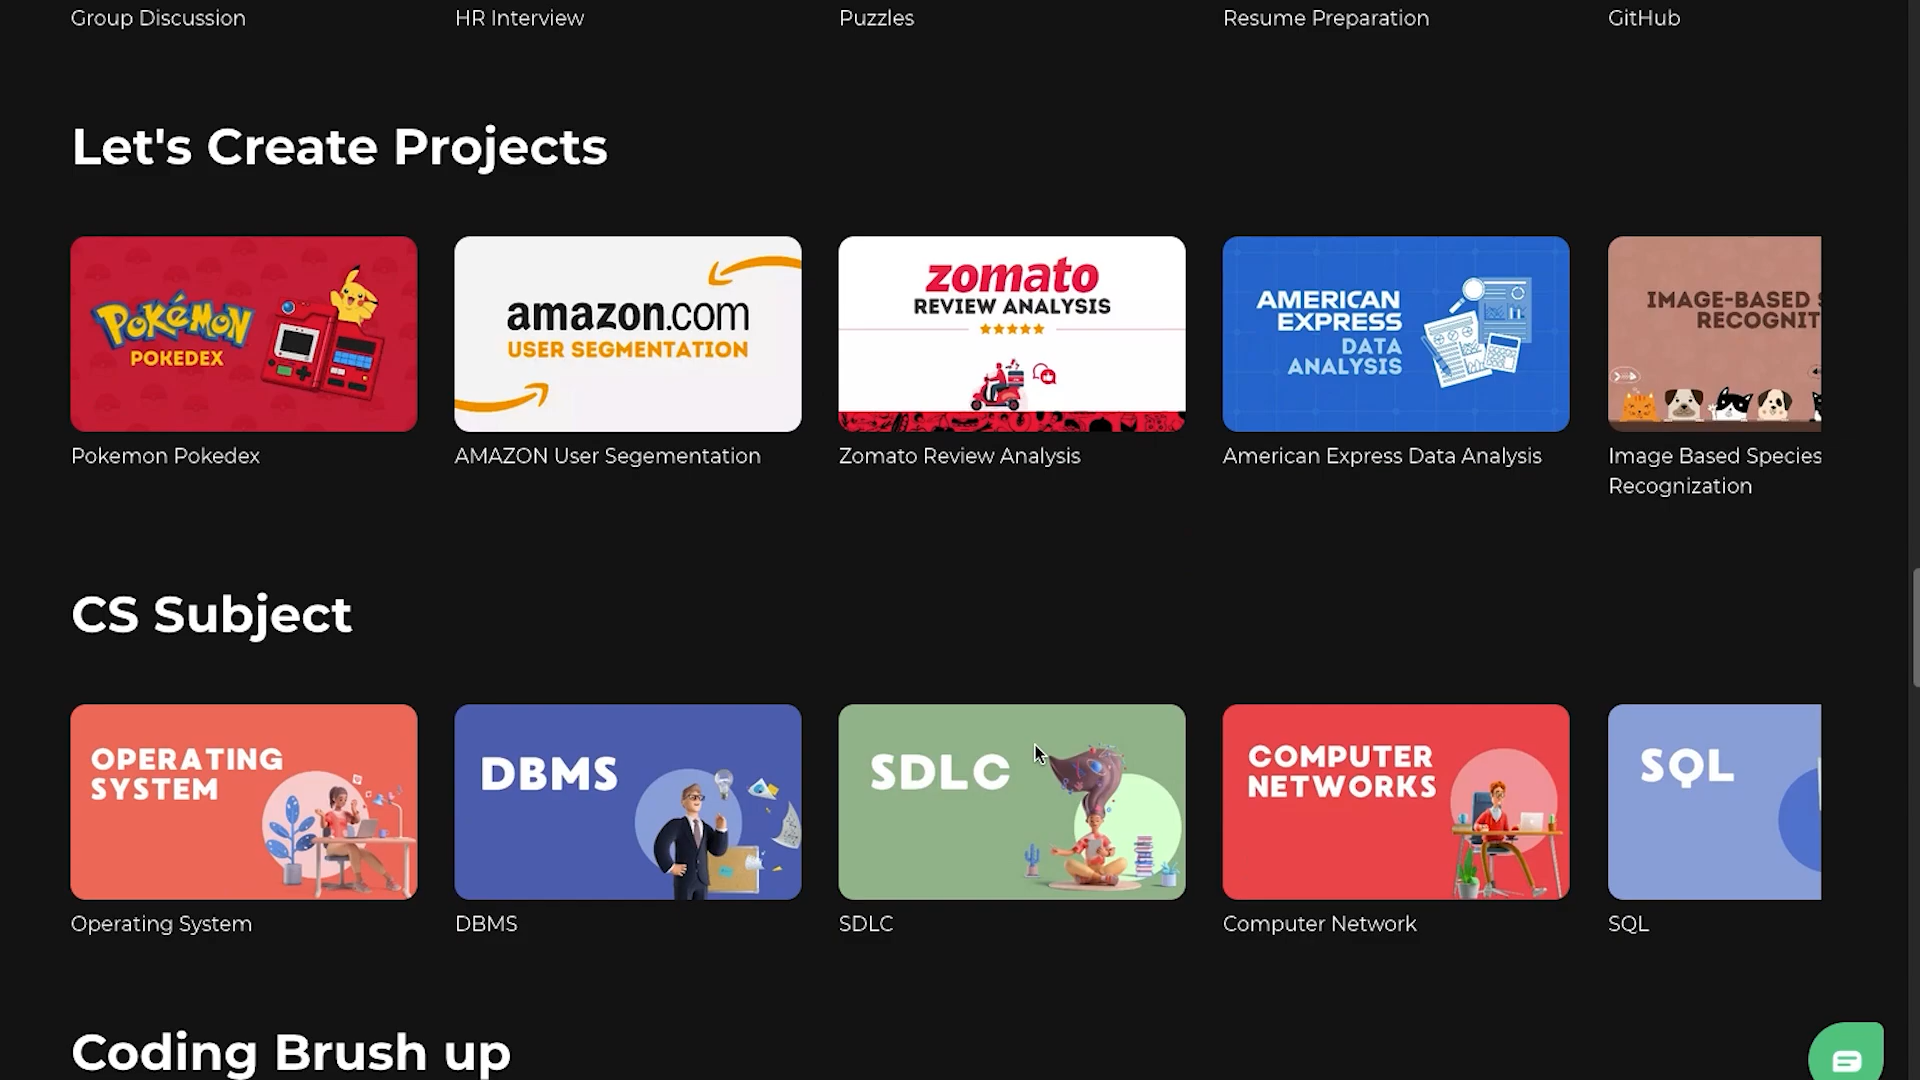 Group Discussion
HR Interview
Puzzles
Resume Preparation
GitHub
Let's Create Projects
POKéMON
POKEDEX
amazon.com
USER SEGMENTATION
zomato
REVIEW ANALYSIS
AMERICAN
EXPRESS
DATA
ANALYSIS
IMAGE-BASED
RECOGNIT
Pokemon Pokedex
AMAZON User Segementation
Zomato Review Analysis
American Express Data Analysis
Image Based Species
Recognization
CS Subject
OPERATING
SYSTEM
DBMS
SDLC
COMPUTER
NETWORKS
SQL
Operating System
DBMS
SDLC
Computer Network
SQL
Coding Brush up